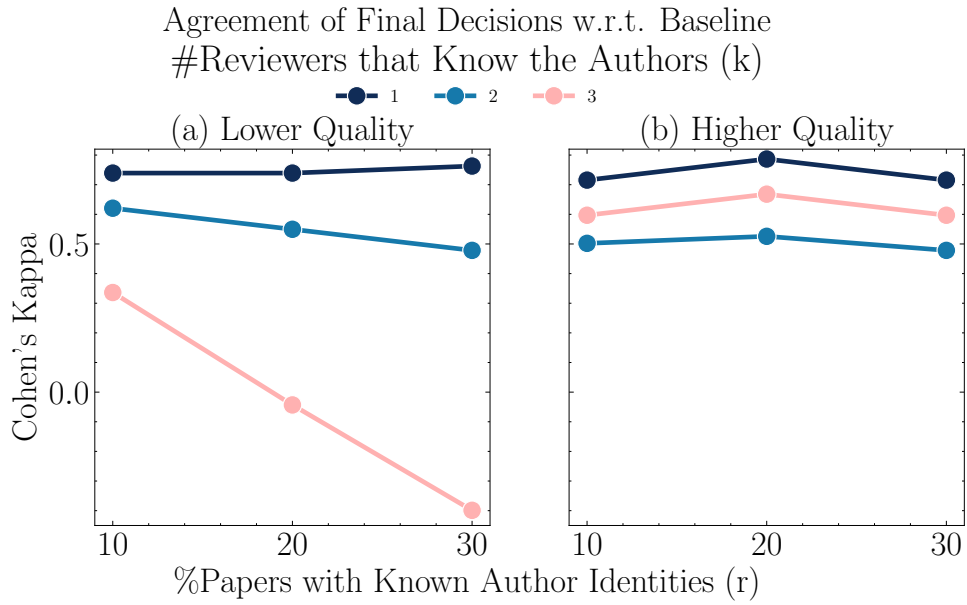 Agreement of Final Decisions w.r.t. Baseline
#Reviewers that Know the Authors (k)
1 2 3
(a) Lower Quality
(b) Higher Quality
Cohen's Kappa
0.5
0.0
10 20 30
10 20 30
%Papers with Known Author Identities (r)